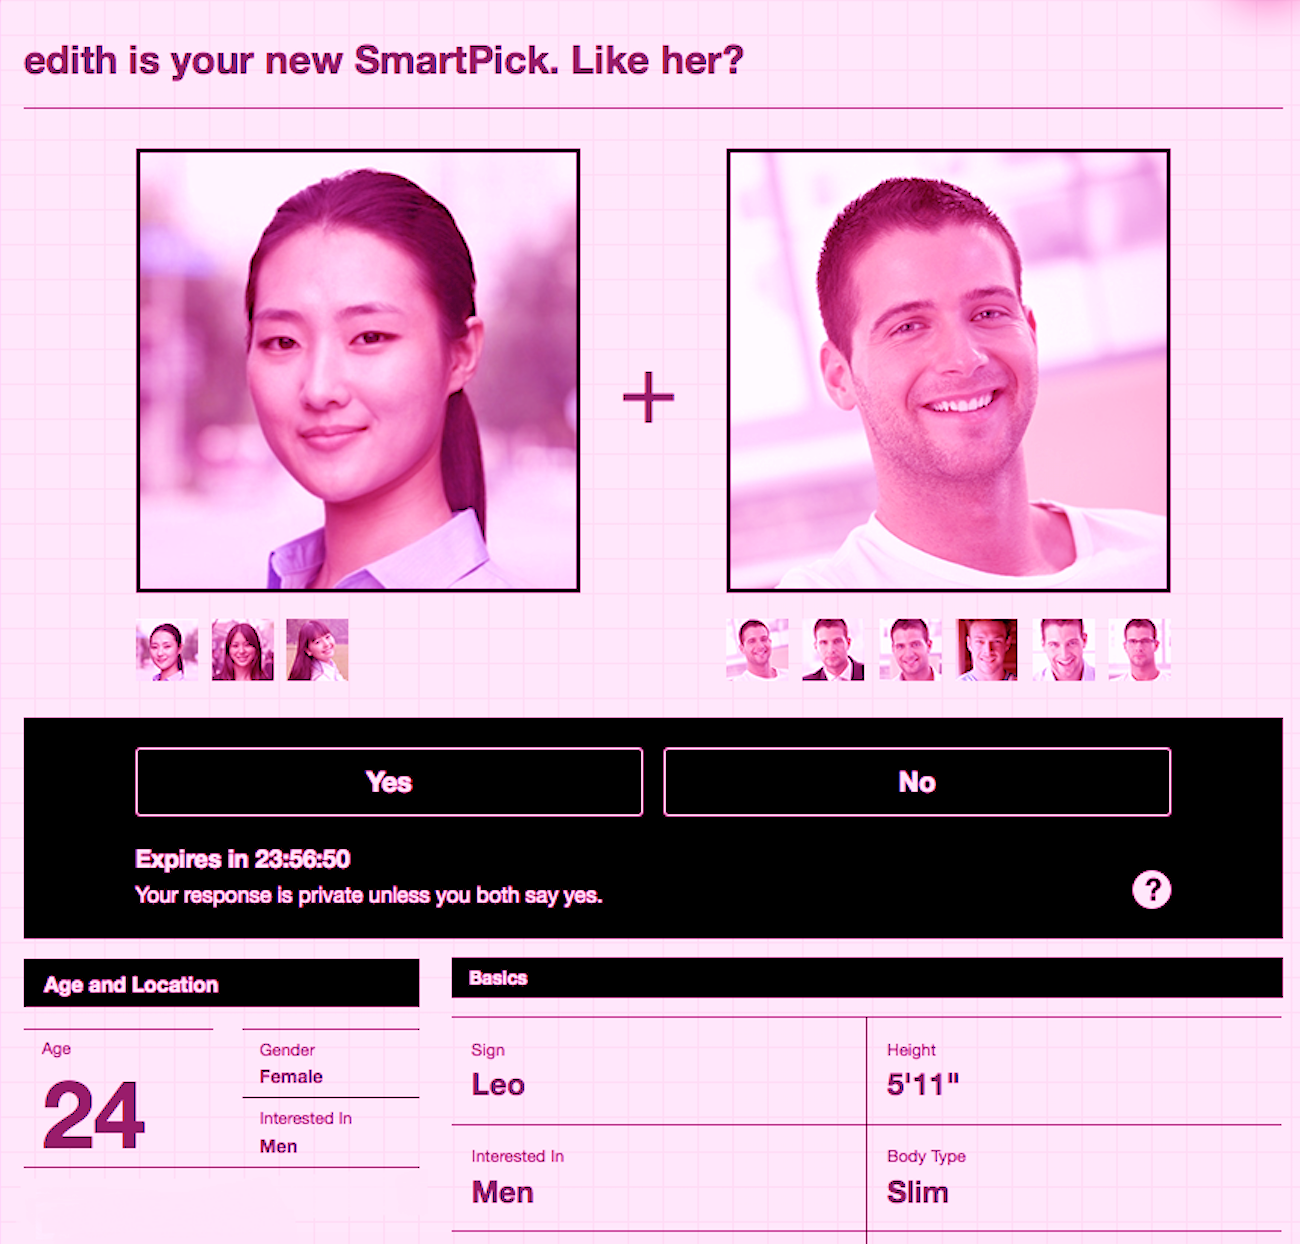 edith is your new SmartPick. Like her?
+
Yes
No
Expires in 23:56:50
Your response is private unless you both say yes.
?
Age and Location
Age
24
Gender
Female
Interested In
Men
Basics
Sign
Leo
Height
5'11"
Interested In
Men
Body Type
Slim